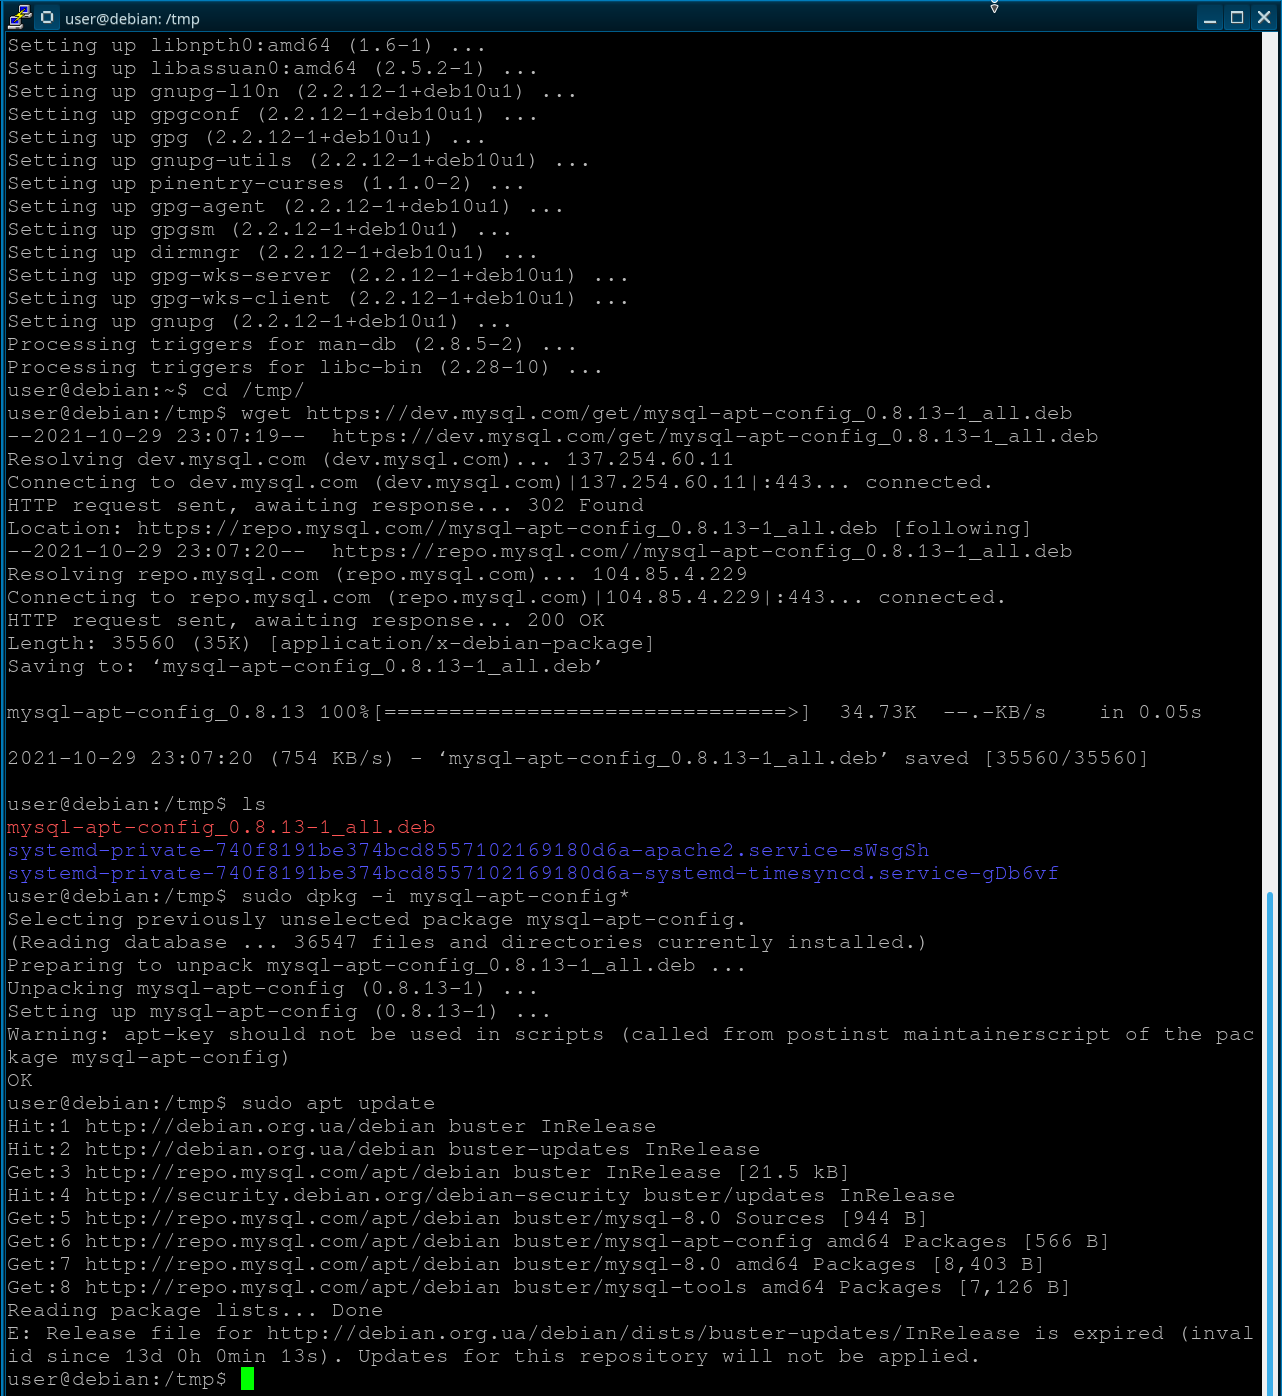 user@debian: /tmp
Setting up libnpth0:amd64 (1.6-1) ...
Setting up libassuan0:amd64 (2.5.2-1) ...
Setting up gnupg-l10n (2.2.12-1+deb10u1) ...
Setting up gpgconf (2.2.12-1+deb10u1) ...
Setting up gpg (2.2.12-1+deb10u1) ...
Setting up gnupg-utils (2.2.12-1+deb10u1) ...
Setting up pinentry-curses (1.1.0-2) ...
Setting up gpg-agent (2.2.12-1+deb10u1) ...
Setting up gpgsm (2.2.12-1+deb10u1) ...
Setting up dirmngr (2.2.12-1+deb10u1) ...
Setting up gpg-wks-server (2.2.12-1+deb10u1) ...
Setting up gpg-wks-client (2.2.12-1+deb10u1) ...
Setting up gnupg (2.2.12-1+deb10u1) ...
Processing triggers for man-db (2.8.5-2) ...
Processing triggers for libc-bin (2.28-10) ...
user@debian:~$ cd /tmp/
user@debian:/tmp$ wget https://dev.mysql.com/get/mysql-apt-config_0.8.13-1_all.deb
--2021-10-29 23:07:19--  https://dev.mysql.com/get/mysql-apt-config_0.8.13-1_all.deb
Resolving dev.mysql.com (dev.mysql.com)... 137.254.60.11
Connecting to dev.mysql.com (dev.mysql.com)|137.254.60.11|:443... connected.
HTTP request sent, awaiting response... 302 Found
Location: https://repo.mysql.com//mysql-apt-config_0.8.13-1_all.deb [following]
--2021-10-29 23:07:20--  https://repo.mysql.com//mysql-apt-config_0.8.13-1_all.deb
Resolving repo.mysql.com (repo.mysql.com)... 104.85.4.229
Connecting to repo.mysql.com (repo.mysql.com)|104.85.4.229|:443... connected.
HTTP request sent, awaiting response... 200 OK
Length: 35560 (35K) [application/x-debian-package]
Saving to: ‘mysql-apt-config_0.8.13-1_all.deb’
mysql-apt-config_0.8.13 100%[===============================>]  34.73K  --.-KB/s    in 0.05s
2021-10-29 23:07:20 (754 KB/s) - ‘mysql-apt-config_0.8.13-1_all.deb’ saved [35560/35560]
user@debian:/tmp$ ls
mysql-apt-config_0.8.13-1_all.deb
systemd-private-740f8191be374bcd8557102169180d6a-apache2.service-sWsgSh
systemd-private-740f8191be374bcd8557102169180d6a-systemd-timesyncd.service-gDb6vf
user@debian:/tmp$ sudo dpkg -i mysql-apt-config*
Selecting previously unselected package mysql-apt-config.
(Reading database ... 36547 files and directories currently installed.)
Preparing to unpack mysql-apt-config_0.8.13-1_all.deb ...
Unpacking mysql-apt-config (0.8.13-1) ...
Setting up mysql-apt-config (0.8.13-1) ...
Warning: apt-key should not be used in scripts (called from postinst maintainerscript of the pac
kage mysql-apt-config)
OK
user@debian:/tmp$ sudo apt update
Hit:1 http://debian.org.ua/debian buster InRelease
Hit:2 http://debian.org.ua/debian buster-updates InRelease
Get:3 http://repo.mysql.com/apt/debian buster InRelease [21.5 kB]
Hit:4 http://security.debian.org/debian-security buster/updates InRelease
Get:5 http://repo.mysql.com/apt/debian buster/mysql-8.0 Sources [944 B]
Get:6 http://repo.mysql.com/apt/debian buster/mysql-apt-config amd64 Packages [566 B]
Get:7 http://repo.mysql.com/apt/debian buster/mysql-8.0 amd64 Packages [8,403 B]
Get:8 http://repo.mysql.com/apt/debian buster/mysql-tools amd64 Packages [7,126 B]
Reading package lists... Done
E: Release file for http://debian.org.ua/debian/dists/buster-updates/InRelease is expired (inval
id since 13d 0h 0min 13s). Updates for this repository will not be applied.
user@debian:/tmp$